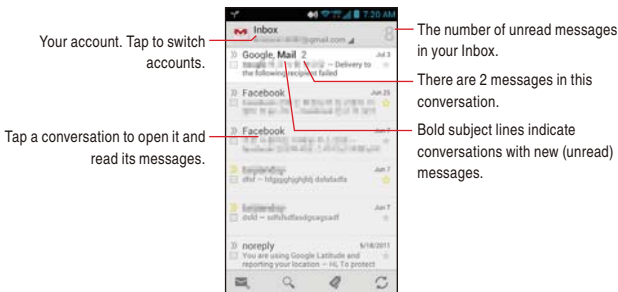 7:20 AM
Inbox
@gmail.com
8
Google, Mail 2
Jul 3
– Delivery to
the following recipient failed
Facebook
Jun 25
Facebook
Jun 7
Jun 7
dfsf –
Jun 7
dsfd –
noreply
6/18/2011
You are using Google Latitude and
reporting your location – Hi, To protect
Your account. Tap to switch
accounts.
Tap a conversation to open it and
read its messages.
The number of unread messages
in your Inbox.
There are 2 messages in this
conversation.
Bold subject lines indicate
conversations with new (unread)
messages.